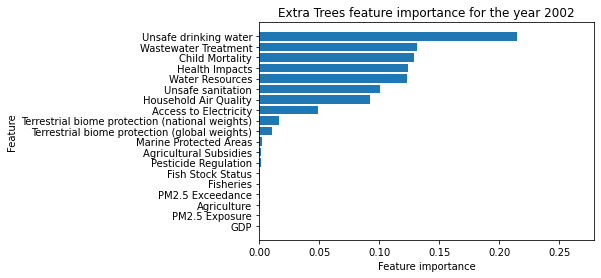 Extra Trees feature importance for the year 2002
Unsafe drinking water
Wastewater Treatment
Child Mortality
Health Impacts
Water Resources
Unsafe sanitation
Household Air Quality
Access to Electricity
Terrestrial biome protection (national weights)
Terrestrial biome protection (global weights)
Marine Protected Areas
Agricultural Subsidies
Pesticide Regulation
Fish Stock Status
Fisheries
PM2.5 Exceedance
Agriculture
PM2.5 Exposure
GDP
Feature
0.00 0.05 0.10 0.15 0.20 0.25
Feature importance